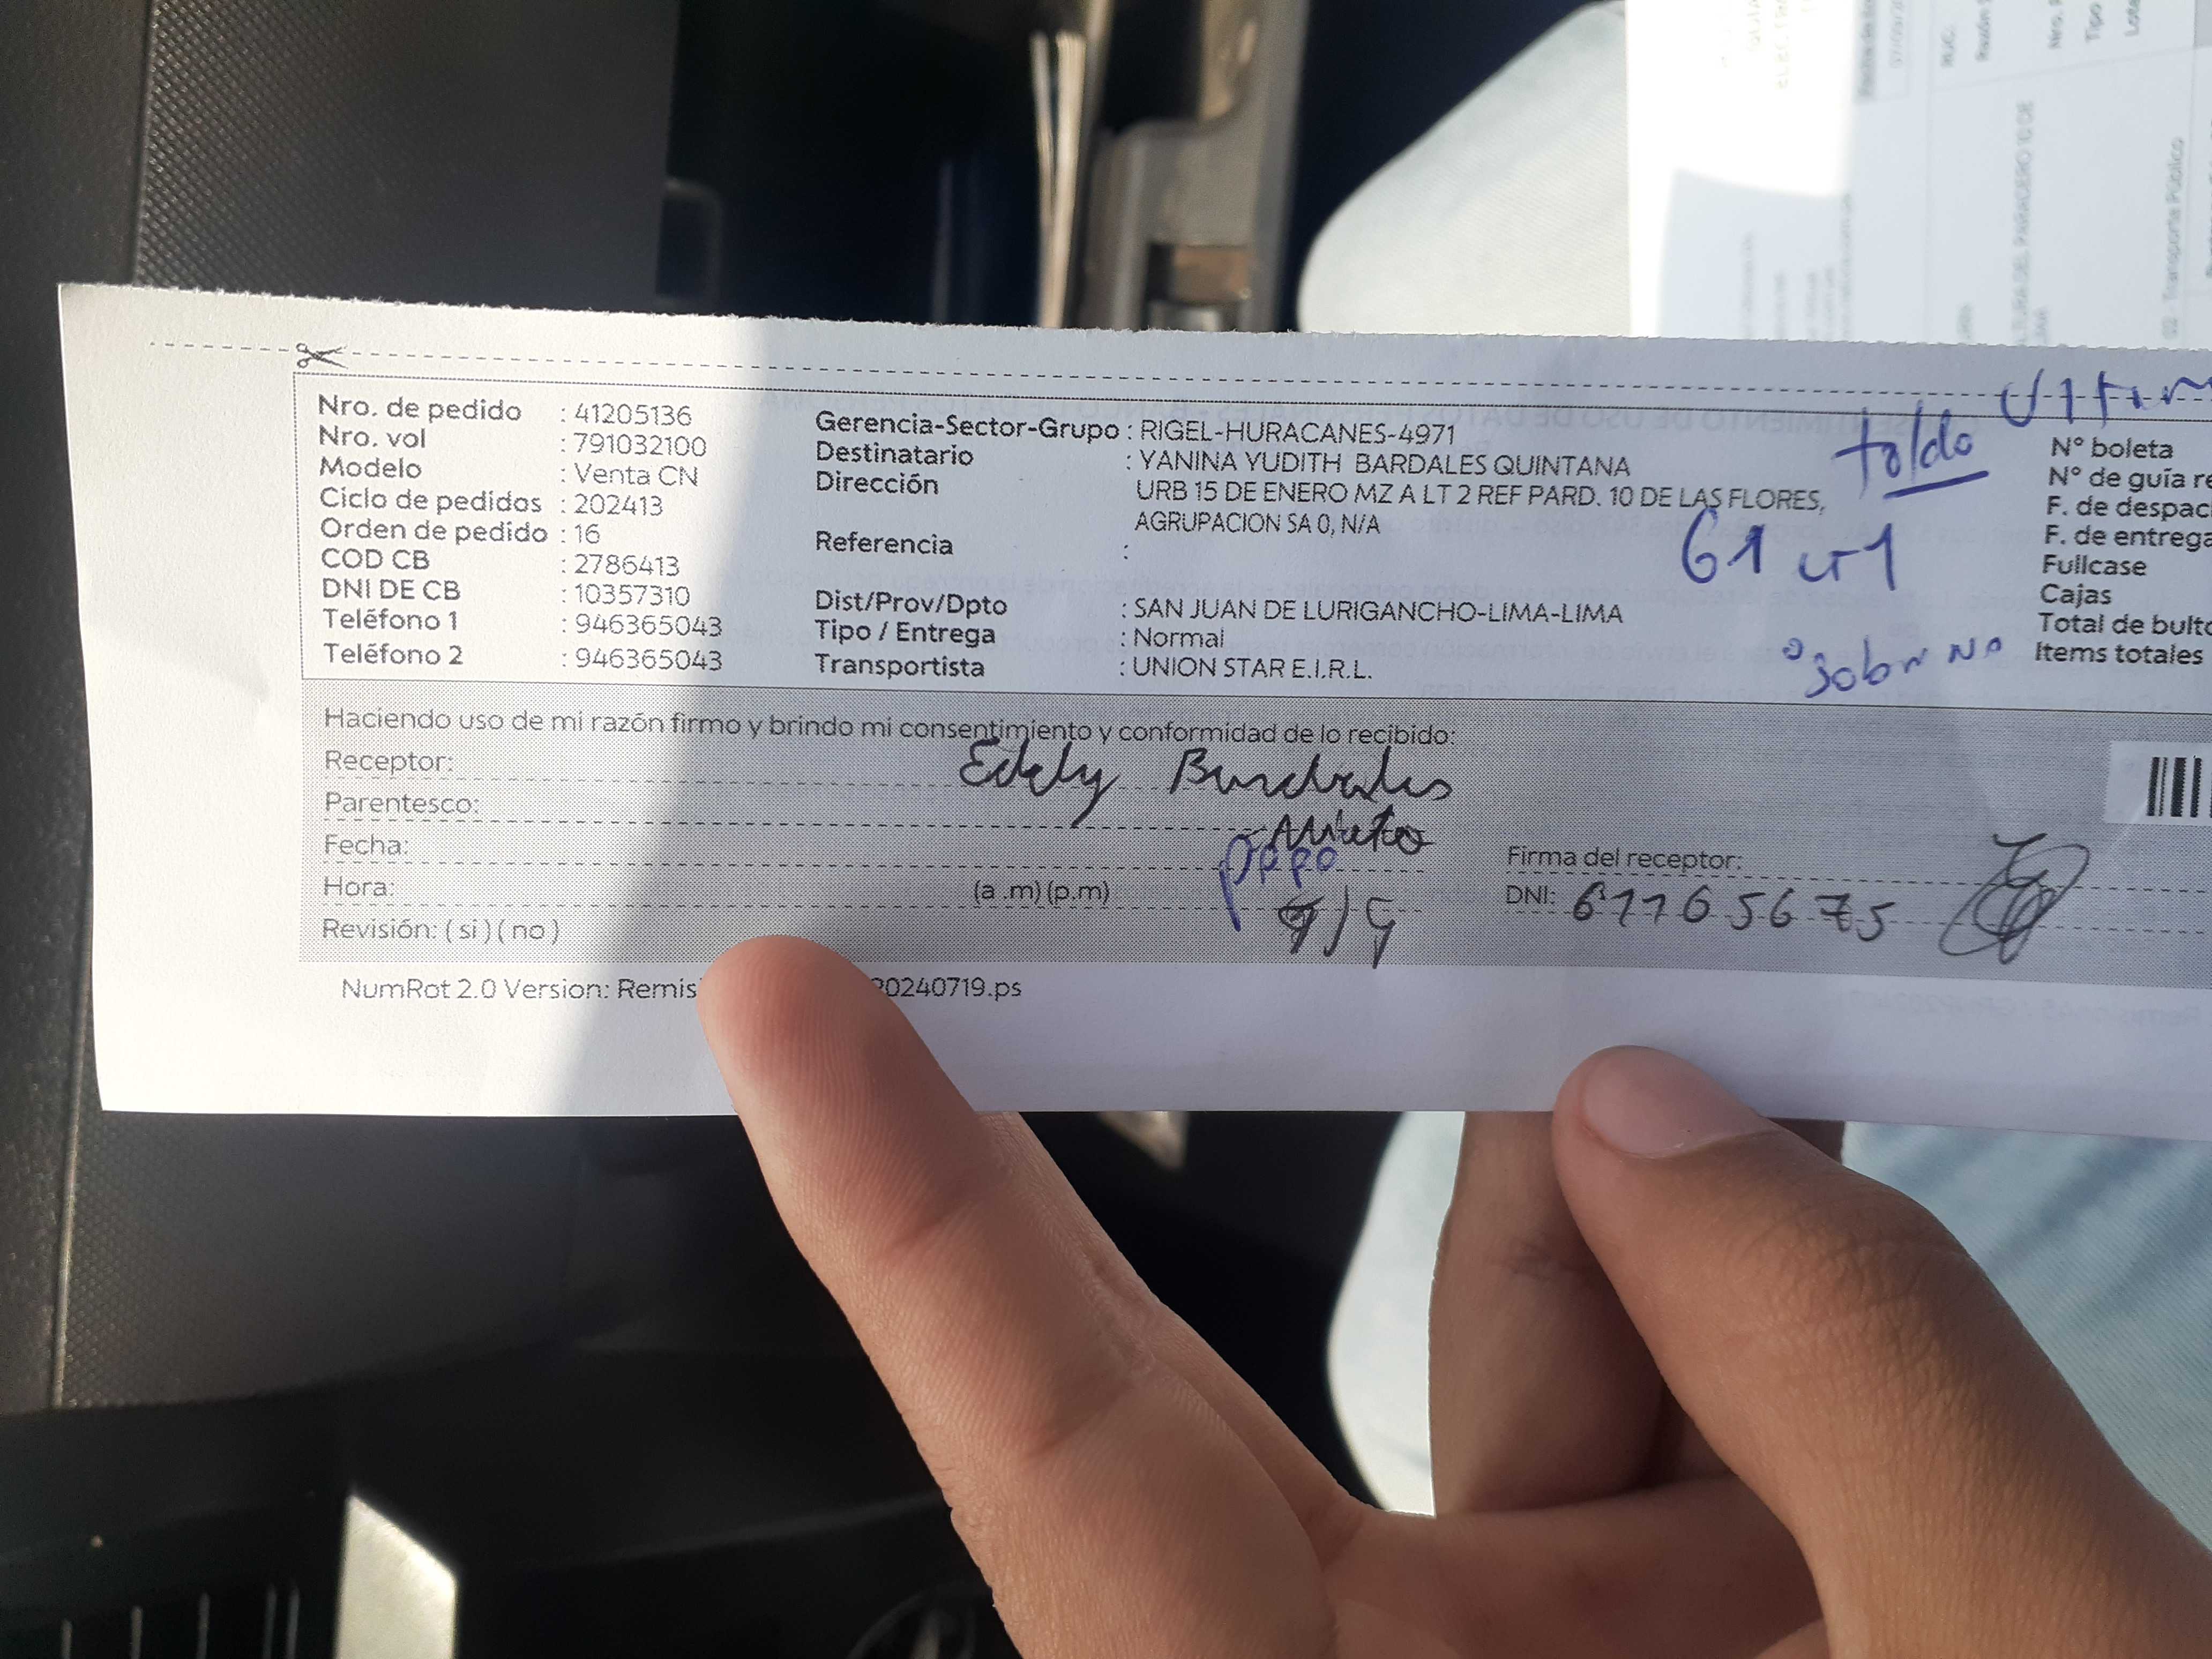 Nro. de pedido : 41205136
Nro. vol : 791032100
Modelo : Venta CN
Ciclo de pedidos : 202413
Orden de pedido : 16
COD CB : 2786413
DNI DE CB : 10357310
Teléfono 1 : 946365043
Teléfono 2 : 946365043
Gerencia-Sector-Grupo : RIGEL-HURACANES-4971
Destinatario : YANINA YUDITH BARDALES QUINTANA
Dirección URB 15 DE ENERO MZ A LT 2 REF PARD. 10 DE LAS FLORES,
AGRUPACION SA 0, N/A
Referencia :
Dist/Prov/Dpto : SAN JUAN DE LURIGANCHO-LIMA-LIMA
Tipo / Entrega : Normal
Transportista : UNION STAR E.I.R.L.
toldo
N° boleta
N° de guía re
F. de despac
F. de entrega
Fullcase
Cajas
Total de bulto
Items totales
Haciendo uso de mi razón firmo y brindo mi consentimiento y conformidad de lo recibido:
Receptor: Eddy Bardales
Parentesco:
Fecha:
Hora: (a .m) (p.m)
Revisión: ( si ) ( no )
Firma del receptor:
DNI: 61165675
NumRot 2.0 Version: Remis 20240719.ps
02 Transporte Público